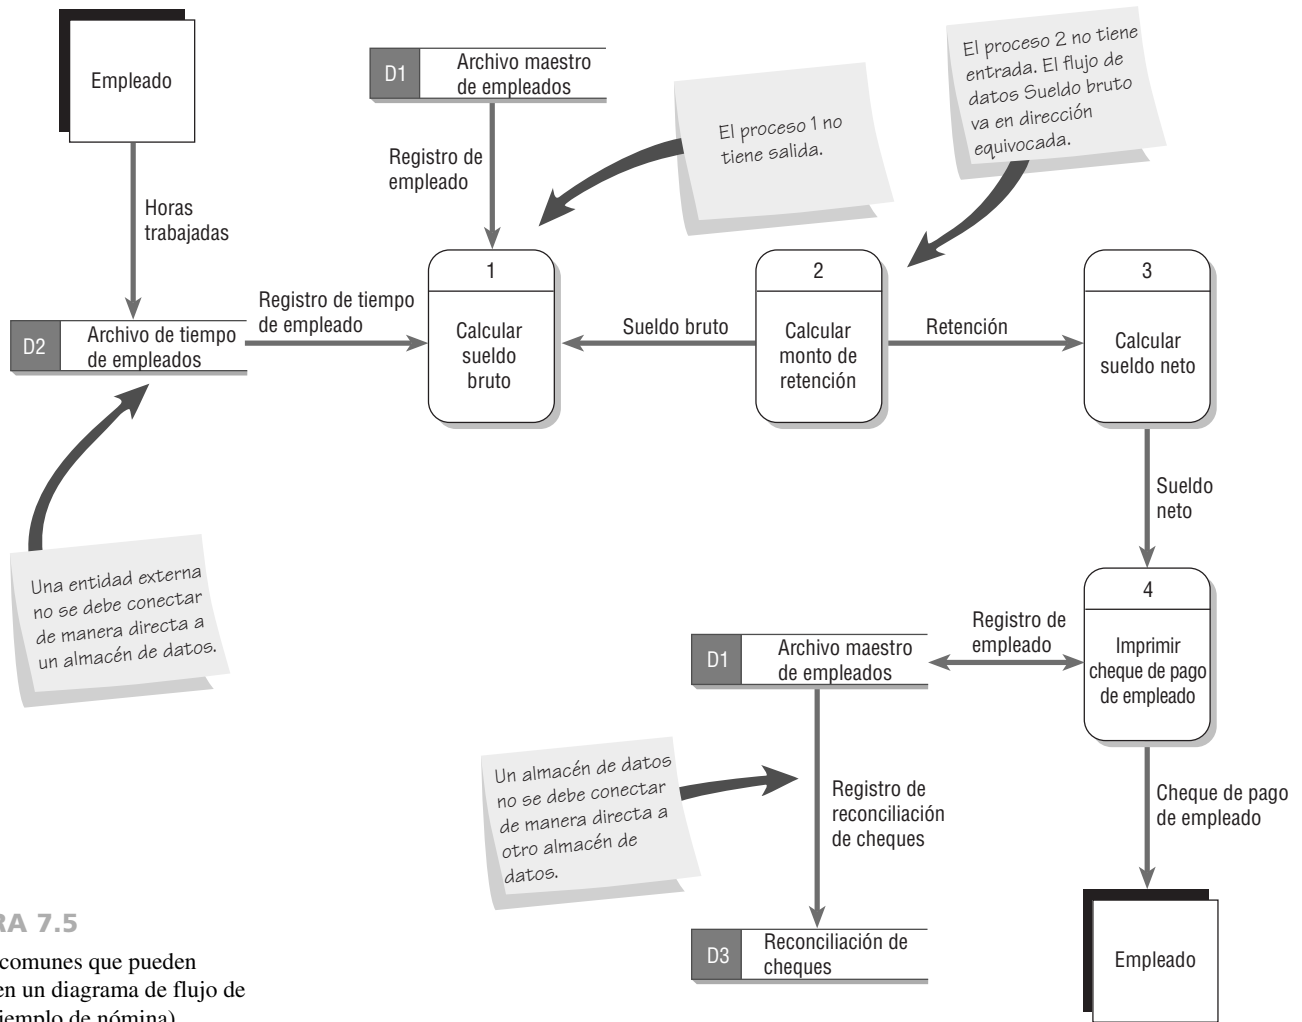 Empleado
D1
Archivo maestro
de empleados
El proceso 1 no
tiene salida.
El proceso 2 no tiene
entrada. El flujo de
datos Sueldo bruto
va en dirección
equivocada.
Registro de
empleado
Horas
trabajadas
D2
Archivo de tiempo
de empleados
Registro de tiempo
de empleado
1
Calcular
sueldo
bruto
Sueldo bruto
2
Calcular
monto de
retención
Retención
3
Calcular
sueldo neto
Una entidad externa
no se debe conectar
de manera directa a
un almacén de datos.
Sueldo
neto
4
Imprimir
cheque de pago
de empleado
Registro de
empleado
D1
Archivo maestro
de empleados
Un almacén de datos
no se debe conectar
de manera directa a
otro almacén de
datos.
Registro de
reconciliación
de cheques
Cheque de pago
de empleado
D3
Reconciliación de
cheques
Empleado
RA 7.5
comunes que pueden
en un diagrama de flujo de
jemplo de nómina)